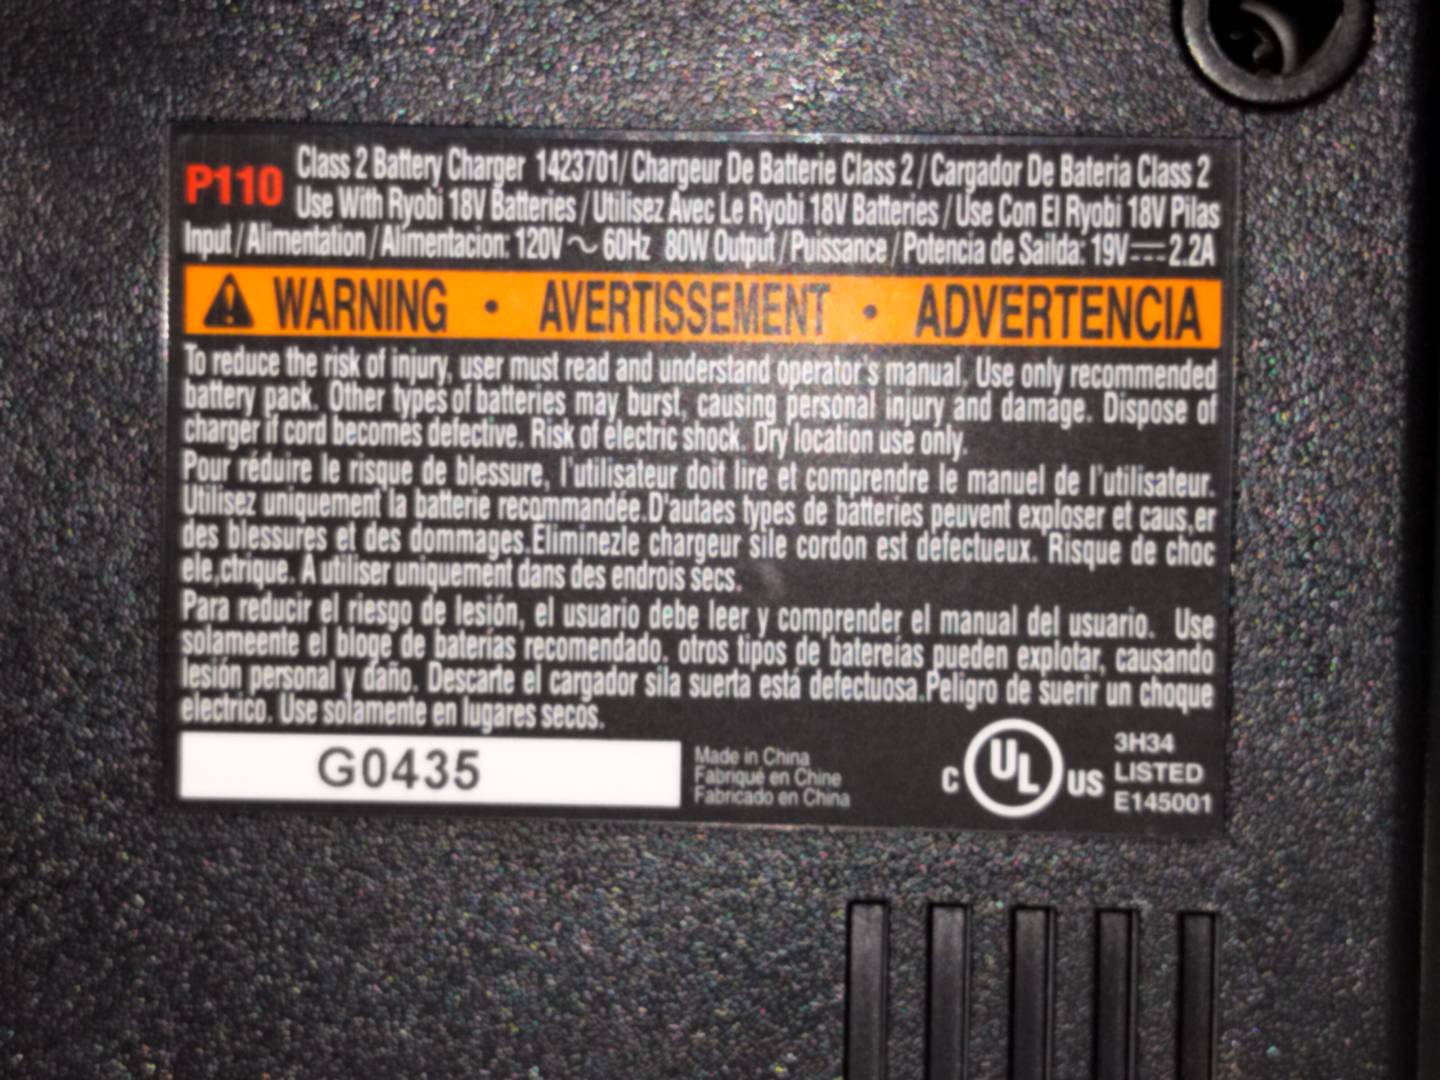 P110 Class 2 Battery Charger 1423701/ Chargeur De Batterie Class 2 / Cargador De Bateria Class 2
Use With Ryobi 18V Batteries / Utilisez Avec Le Ryobi 18V Batteries / Use Con El Ryobi 18V Pilas
Input / Alimentation / Alimentacion: 120V ~ 60Hz 80W Output / Puissance / Potencia de Sailda: 19V⎓2.2A
WARNING • AVERTISSEMENT • ADVERTENCIA
To reduce the risk of injury, user must read and understand operator's manual. Use only recommended
battery pack. Other types of batteries may burst, causing personal injury and damage. Dispose of
charger if cord becomes defective. Risk of electric shock. Dry location use only.
Pour réduire le risque de blessure, l'utilisateur doit lire et comprendre le manuel de l'utilisateur.
Utilisez uniquement la batterie recommandée.D'autaes types de batteries peuvent exploser et caus,er
des blessures et des dommages.Eliminezle chargeur sile cordon est defectueux. Risque de choc
ele,ctrique. A utiliser uniquement dans des endrois secs.
Para reducir el riesgo de lesión, el usuario debe leer y comprender el manual del usuario. Use
solameente el bloge de baterías recomendado, otros tipos de batereías pueden explotar, causando
lesión personal y daño. Descarte el cargador sila suerta está defectuosa.Peligro de suerir un choque
electrico. Use solamente en lugares secos.
G0435
Made in China
Fabriqué en Chine
Fabricado en China
C UL US
3H34
LISTED
E145001